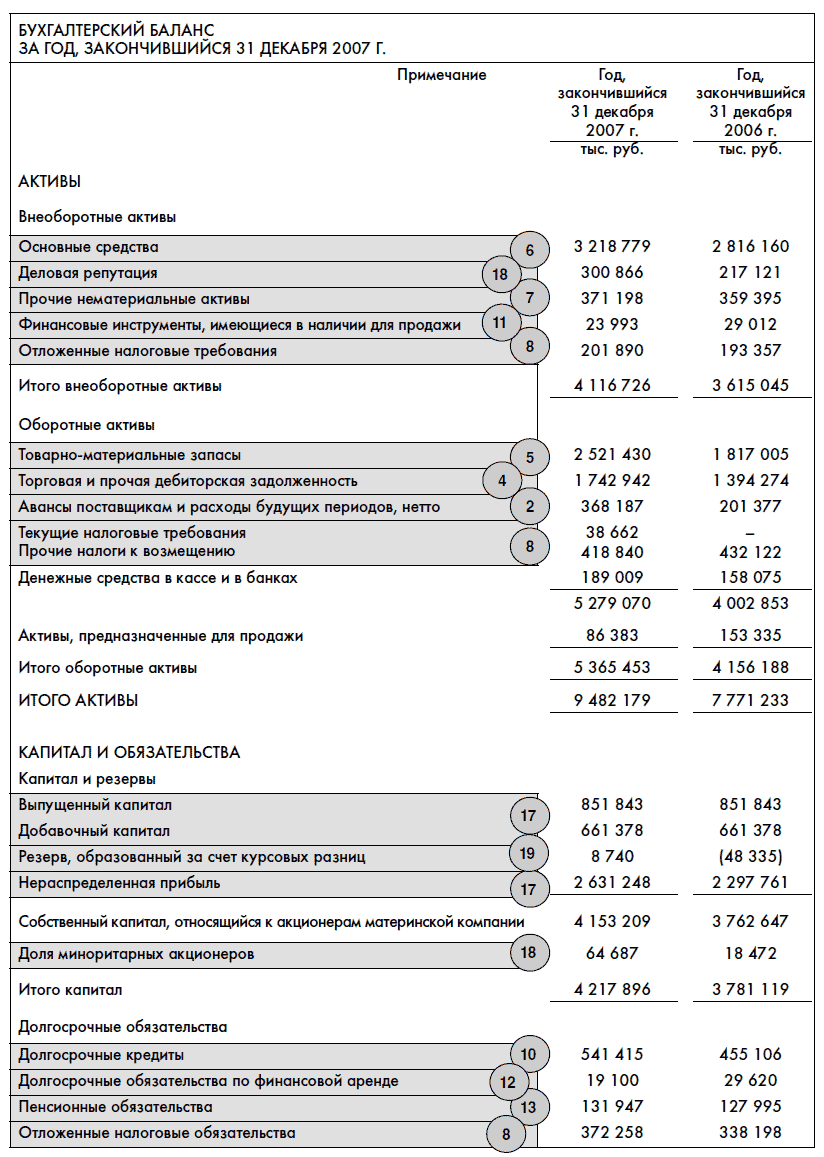 БУХГАЛТЕРСКИЙ БАЛАНС
ЗА ГОД, ЗАКОНЧИВШИЙСЯ 31 ДЕКАБРЯ 2007 Г.
Примечание Год, закончившийся 31 декабря 2007 г. тыс. руб. Год, закончившийся 31 декабря 2006 г. тыс. руб.
АКТИВЫ
Внеоборотные активы
Основные средства 6 3 218 779 2 816 160
Деловая репутация 18 300 866 217 121
Прочие нематериальные активы 7 371 198 359 395
Финансовые инструменты, имеющиеся в наличии для продажи 11 23 993 29 012
Отложенные налоговые требования 8 201 890 193 357
Итого внеоборотные активы 4 116 726 3 615 045
Оборотные активы
Товарно-материальные запасы 5 2 521 430 1 817 005
Торговая и прочая дебиторская задолженность 4 1 742 942 1 394 274
Авансы поставщикам и расходы будущих периодов, нетто 2 368 187 201 377
Текущие налоговые требования 38 662 –
Прочие налоги к возмещению 8 418 840 432 122
Денежные средства в кассе и в банках 189 009 158 075
5 279 070 4 002 853
Активы, предназначенные для продажи 86 383 153 335
Итого оборотные активы 5 365 453 4 156 188
ИТОГО АКТИВЫ 9 482 179 7 771 233
КАПИТАЛ И ОБЯЗАТЕЛЬСТВА
Капитал и резервы
Выпущенный капитал 17 851 843 851 843
Добавочный капитал 661 378 661 378
Резерв, образованный за счет курсовых разниц 19 8 740 (48 335)
Нераспределенная прибыль 17 2 631 248 2 297 761
Собственный капитал, относящийся к акционерам материнской компании 4 153 209 3 762 647
Доля миноритарных акционеров 18 64 687 18 472
Итого капитал 4 217 896 3 781 119
Долгосрочные обязательства
Долгосрочные кредиты 10 541 415 455 106
Долгосрочные обязательства по финансовой аренде 12 19 100 29 620
Пенсионные обязательства 13 131 947 127 995
Отложенные налоговые обязательства 8 372 258 338 198